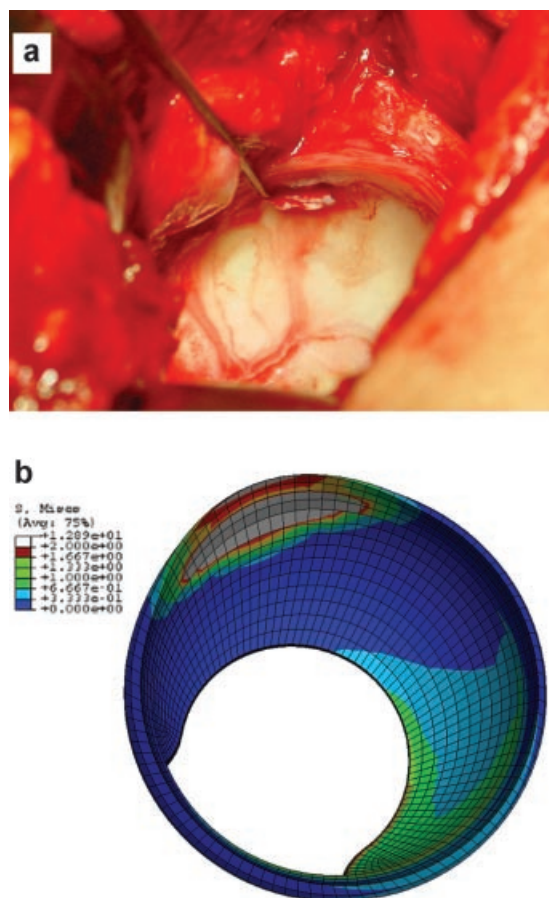 a
b
S, Mises
(Avg: 75%)
+1.289e+01
+2.000e+00
+1.667e+00
+1.333e+00
+1.000e+00
+6.667e-01
+3.333e-01
+0.000e+00